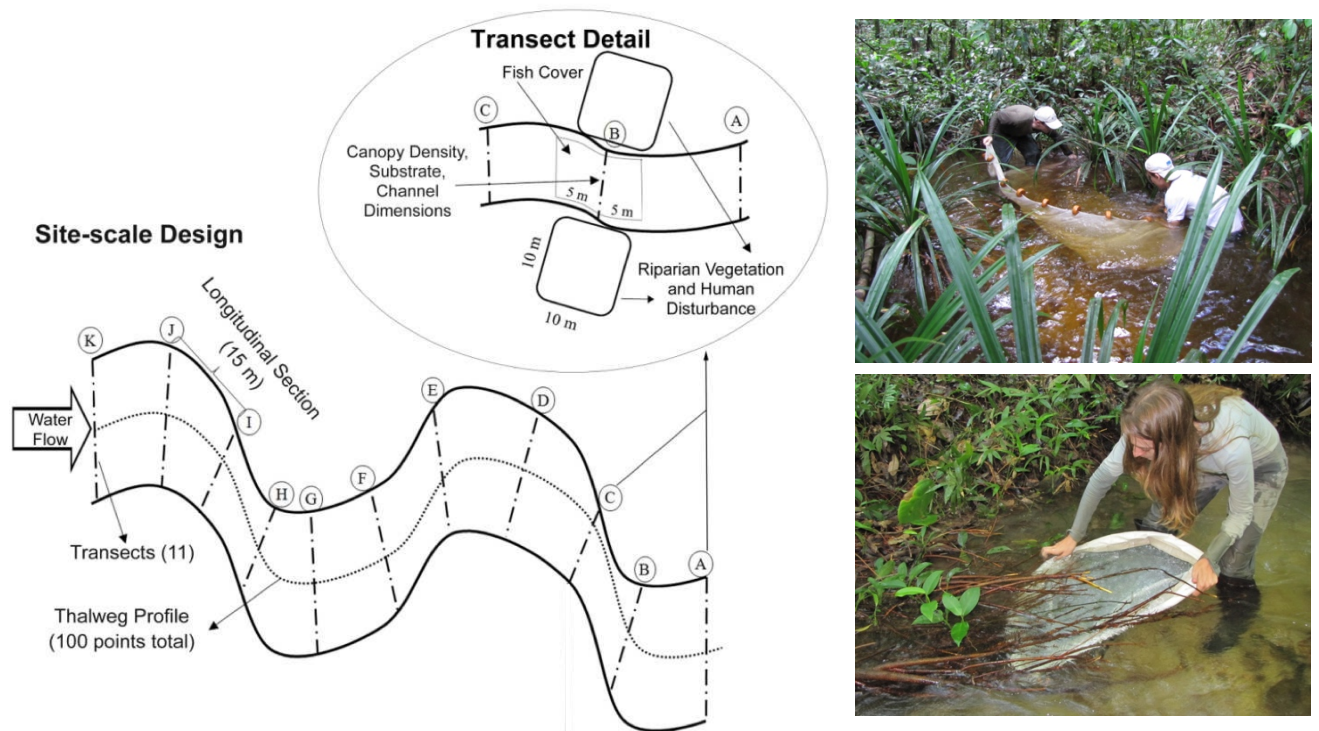 Transect Detail
Fish Cover
C
B
A
Canopy Density,
Substrate,
Channel
Dimensions
5 m
5 m
10 m
10 m
Riparian Vegetation
and Human
Disturbance
Site-scale Design
Longitudinal Section
(15 m)
K
J
I
H
G
F
E
D
C
B
A
Water
Flow
Transects (11)
Thalweg Profile
(100 points total)